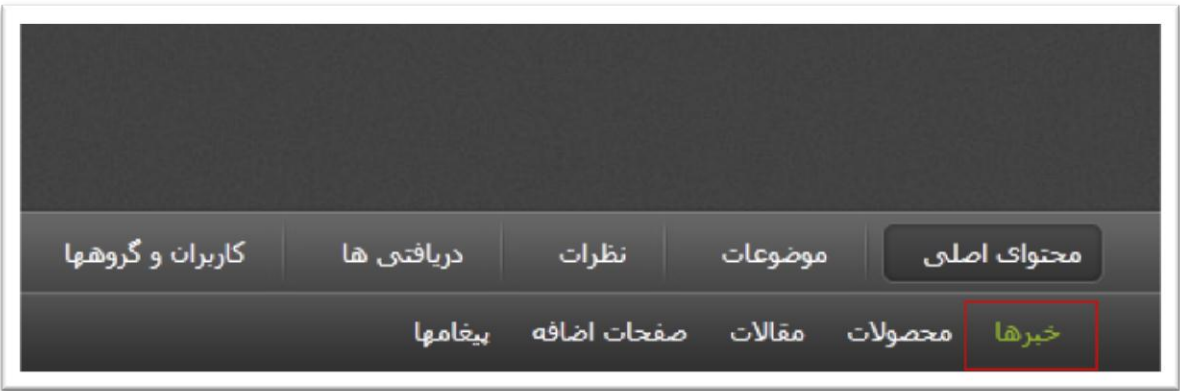 محتوای اصلی موضوعات نظرات دریافتی ها کاربران و گروهها
خبرها محصولات مقالات صفحات اضافه پیغامها